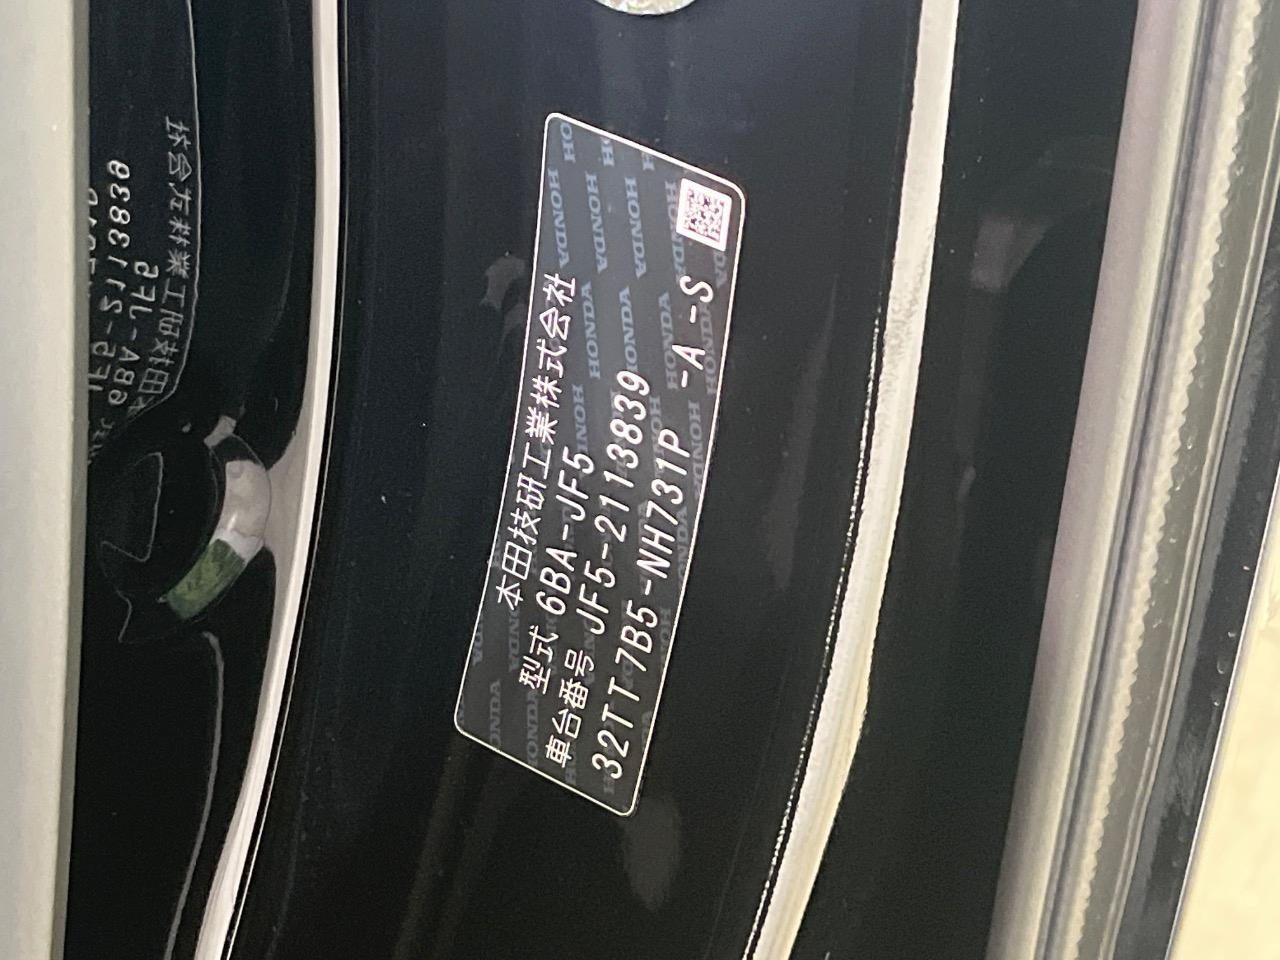 本田技研工業株式会社
型式 6BA-JF5
車台番号 JF5-2113839
32TT7B5-NH731P -A -S